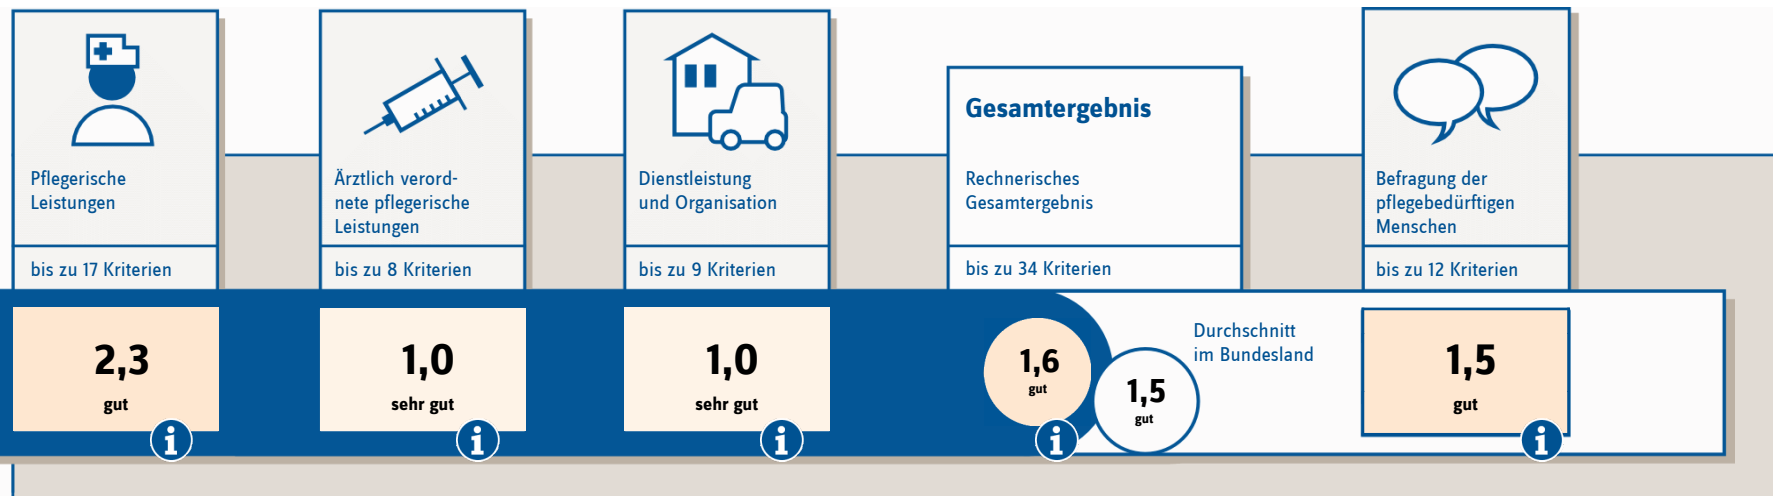 Pflegerische
Leistungen
bis zu 17 Kriterien
2,3
gut
i
Ärztlich verord-
nete pflegerische
Leistungen
bis zu 8 Kriterien
1,0
sehr gut
i
Dienstleistung
und Organisation
bis zu 9 Kriterien
1,0
sehr gut
i
Gesamtergebnis
Rechnerisches
Gesamtergebnis
bis zu 34 Kriterien
1,6
gut
i
1,5
gut
Durchschnitt
im Bundesland
Befragung der
pflegebedürftigen
Menschen
bis zu 12 Kriterien
1,5
gut
i